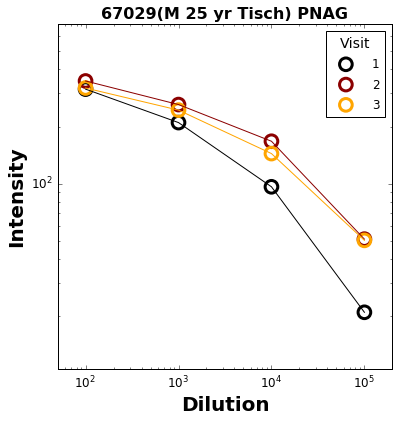 67029(M 25 yr Tisch) PNAG
Visit
1
2
3
Intensity
10²
10² 10³ 10⁴ 10⁵
Dilution